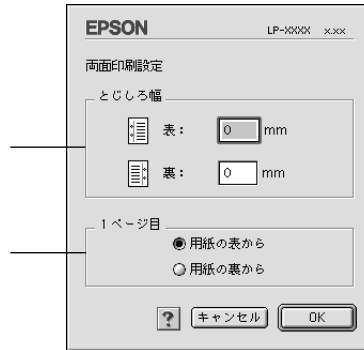 EPSON LP-XXXX x.xx
両面印刷設定
とじしろ幅
表： 0 mm
裏： 0 mm
1 ページ目
用紙の表から
用紙の裏から
? キャンセル OK